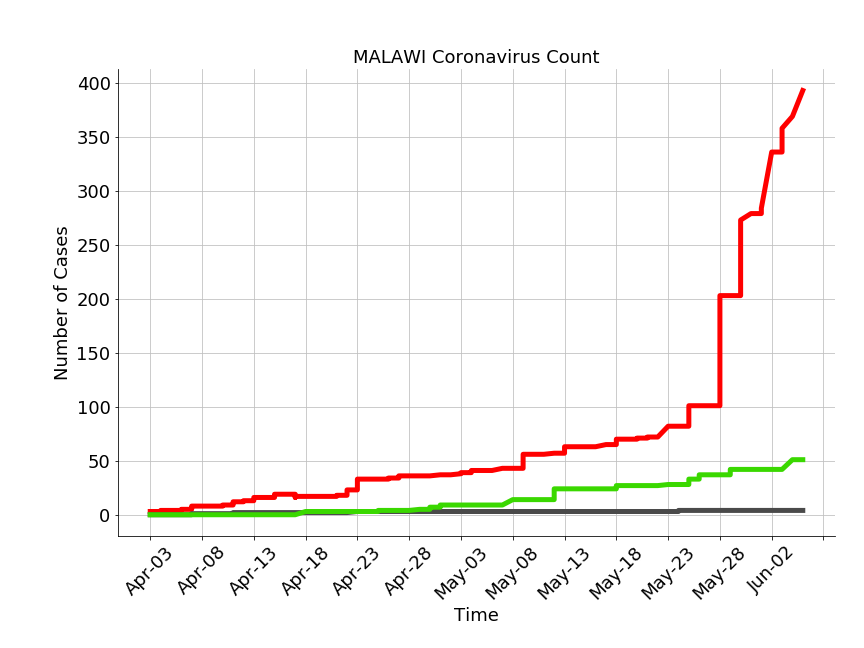 MALAWI Coronavirus Count
400
350
300
250
200
150
100
50
0
Number of Cases
Apr-03
Apr-08
Apr-13
Apr-18
Apr-23
Apr-28
May-03
May-08
May-13
May-18
May-23
May-28
Jun-02
Time